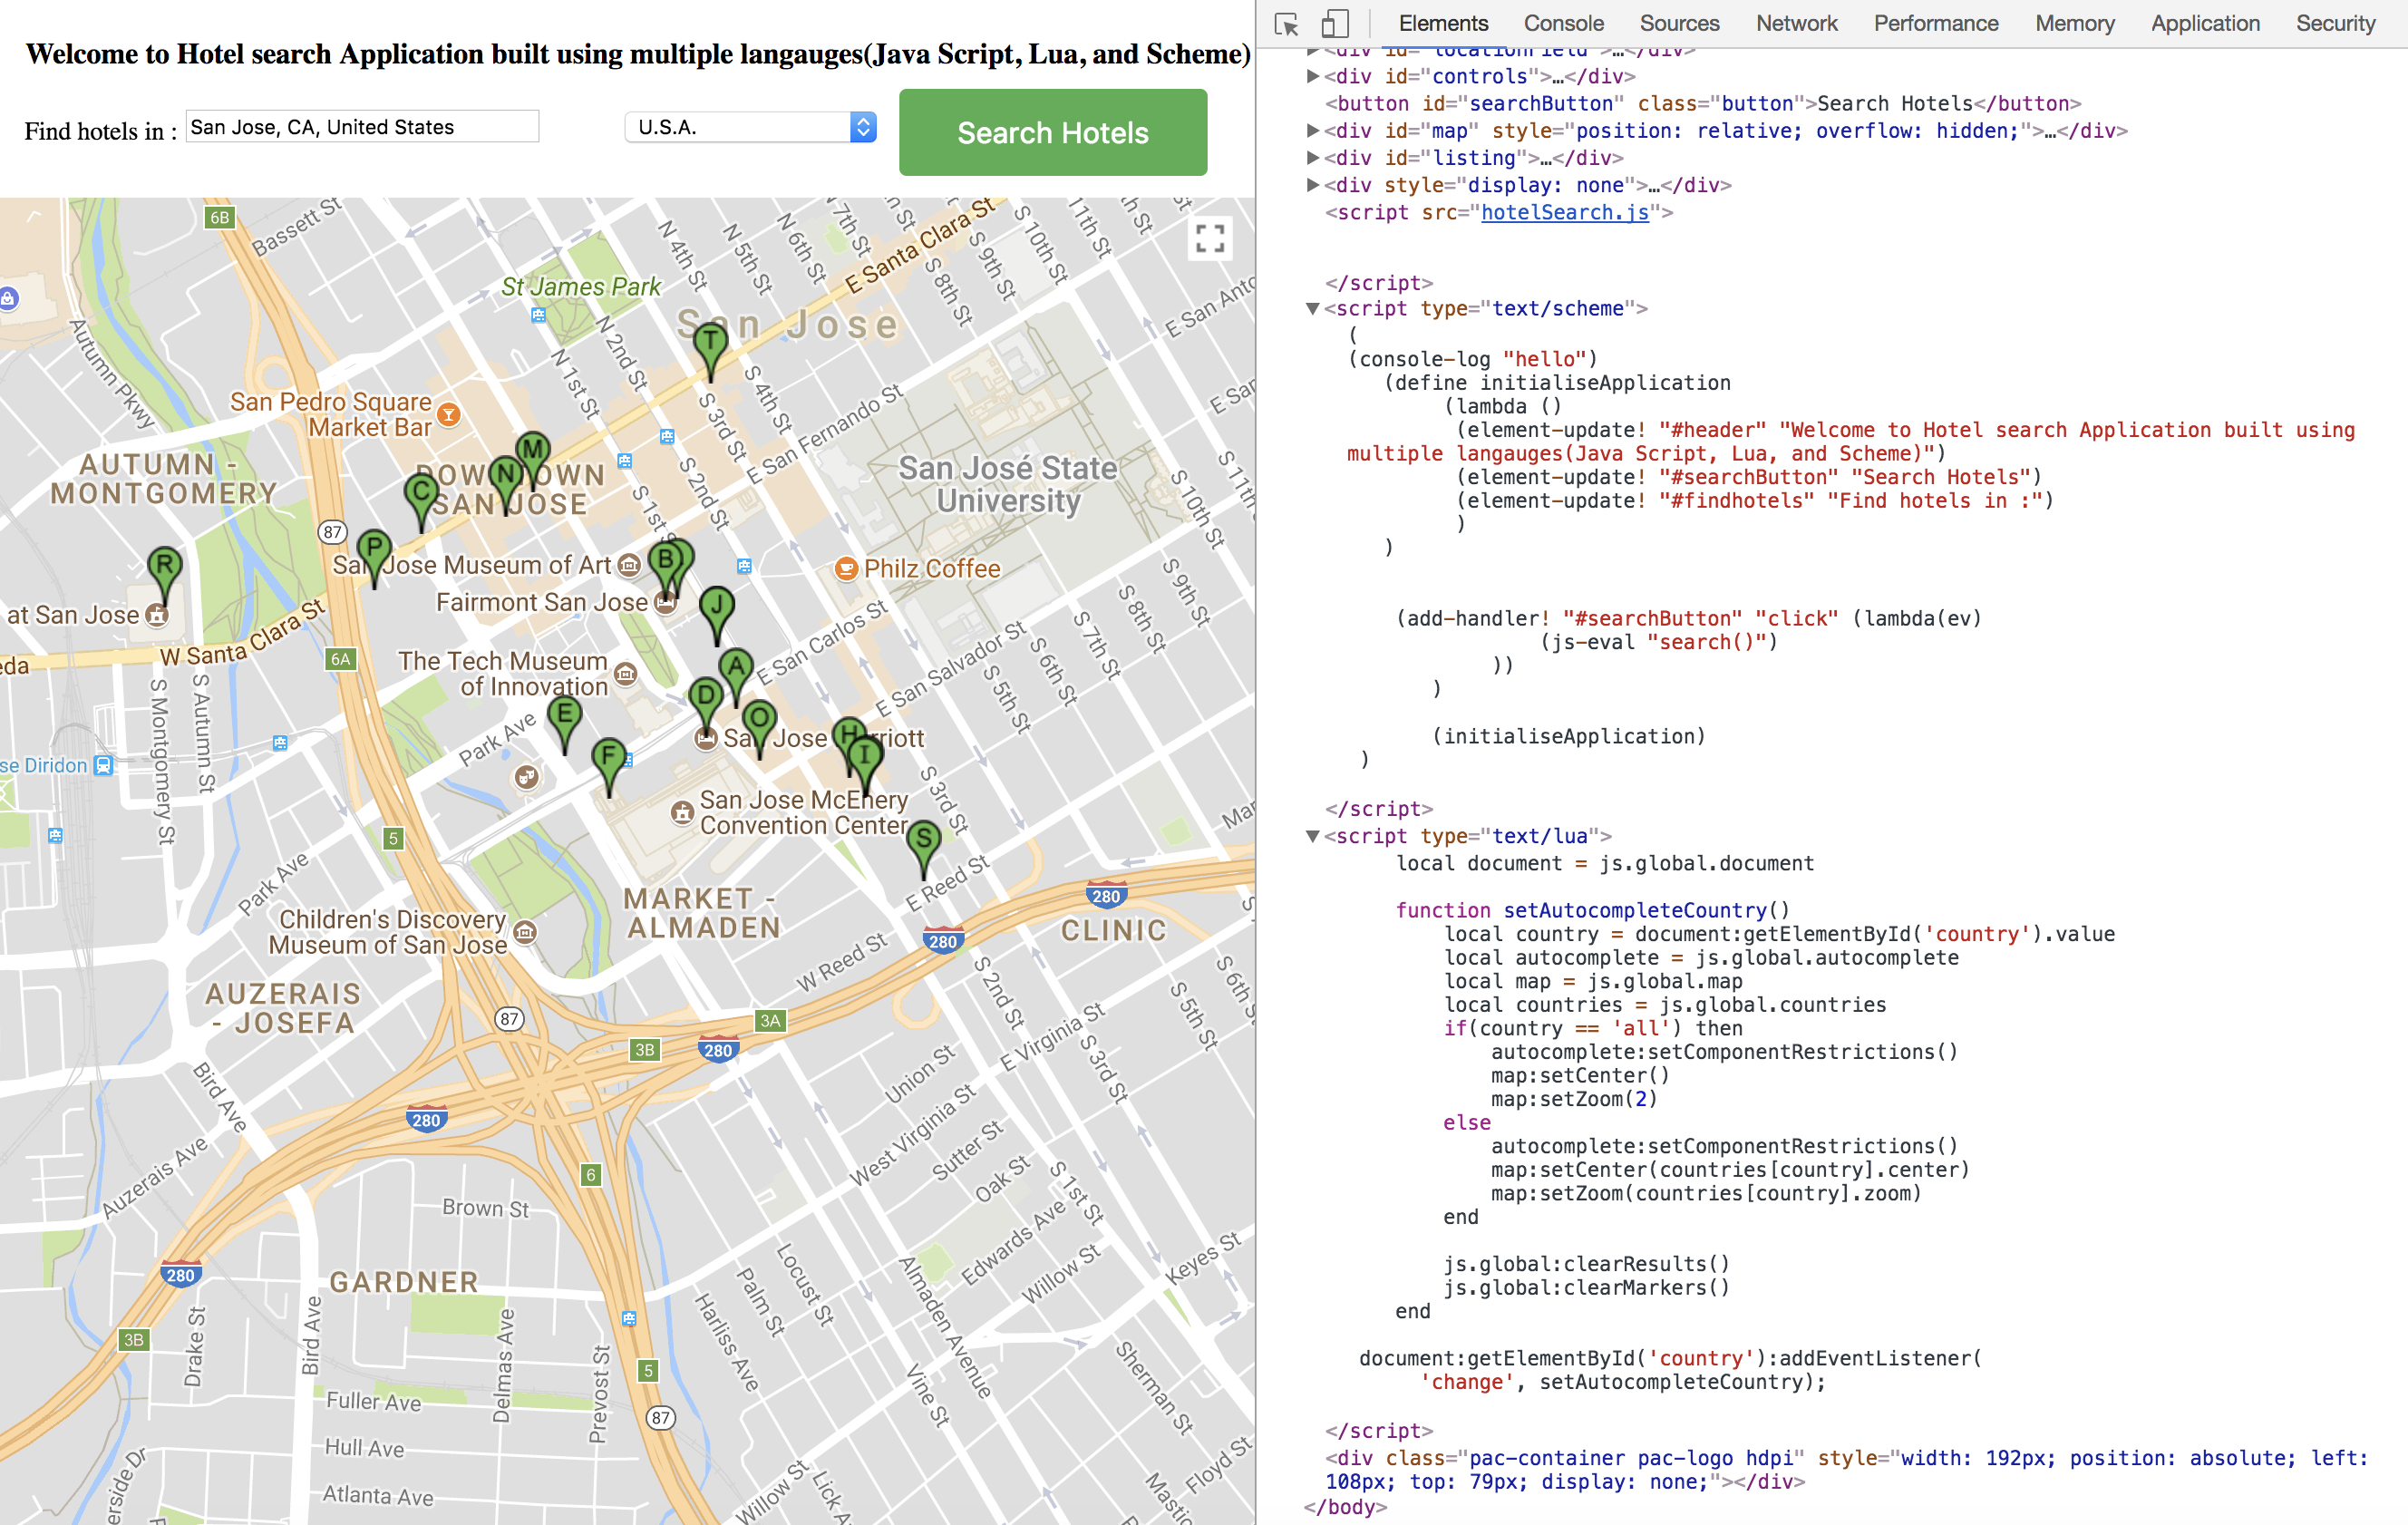 Welcome to Hotel search Application built using multiple langauges(Java Script, Lua, and Scheme)
Find hotels in :
San Jose, CA, United States
U.S.A.
Search Hotels
6B
Bassett St
St James Park
N 4th St
N 5th St
N 6th St
E Santa Clara St
S 8th St
S 9th St
S 10th St
11th St
San Jose
T
Autumn Pkwy
N 2nd St
N 1st St
S 4th St
S 3rd St
San Pedro Square
Market Bar
E San Fernando St
AUTUMN -
MONTGOMERY
M
N
C
DOWNTOWN
SAN JOSE
S 2nd St
San José State
University
S 10th St
87
P
R
San Jose Museum of Art
B
Philz Coffee
Fairmont San Jose
J
at San Jose
W Santa Clara St
6A
E San Carlos St
S 9th St
S 8th St
S 7th St
S 6th St
S 5th St
E San Salvador St
The Tech Museum
of Innovation
A
D
E
O
H
I
F
San Jose Marriott
Park Ave
S Montgomery St
S Autumn St
se Diridon
San Jose McEnery
Convention Center
S 3rd St
5
S
E Reed St
Park Ave
MARKET -
ALMADEN
280
280
CLINIC
Children's Discovery
Museum of San Jose
W Reed St
AUZERAIS
- JOSEFA
87
3A
3B
280
S 2nd St
S 5th St
S 3rd St
E Virginia St
Union St
Bird Ave
West Virginia St
Sutter St
Oak St
280
6
Auzerais Ave
S 1st St
Brown St
Edwards Ave
Willow St
Keyes St
280
GARDNER
Locust St
Palm St
Harliss Ave
Almaden Avenue
3B
Drake St
Bird Ave
Delmas Ave
Prevost St
5
Vine St
Sherman St
Fuller Ave
87
Hull Ave
Atlanta Ave
Willow St
Floyd St
Elements Console Sources Network Performance Memory Application Security
<div id="locationField">…</div>
<div id="controls">…</div>
<button id="searchButton" class="button">Search Hotels</button>
<div id="map" style="position: relative; overflow: hidden;">…</div>
<div id="listing">…</div>
<div style="display: none">…</div>
<script src="hotelSearch.js">
</script>
<script type="text/scheme">
(
(console-log "hello")
(define initialiseApplication
(lambda ()
(element-update! "#header" "Welcome to Hotel search Application built using
multiple langauges(Java Script, Lua, and Scheme)")
(element-update! "#searchButton" "Search Hotels")
(element-update! "#findhotels" "Find hotels in :")
)
)
(add-handler! "#searchButton" "click" (lambda(ev)
(js-eval "search()")
))
)
(initialiseApplication)
)
</script>
<script type="text/lua">
local document = js.global.document
function setAutocompleteCountry()
local country = document:getElementById('country').value
local autocomplete = js.global.autocomplete
local map = js.global.map
local countries = js.global.countries
if(country == 'all') then
autocomplete:setComponentRestrictions()
map:setCenter()
map:setZoom(2)
else
autocomplete:setComponentRestrictions()
map:setCenter(countries[country].center)
map:setZoom(countries[country].zoom)
end
js.global:clearResults()
js.global:clearMarkers()
end
document:getElementById('country'):addEventListener(
'change', setAutocompleteCountry);
</script>
<div class="pac-container pac-logo hdpi" style="width: 192px; position: absolute; left:
108px; top: 79px; display: none;"></div>
</body>